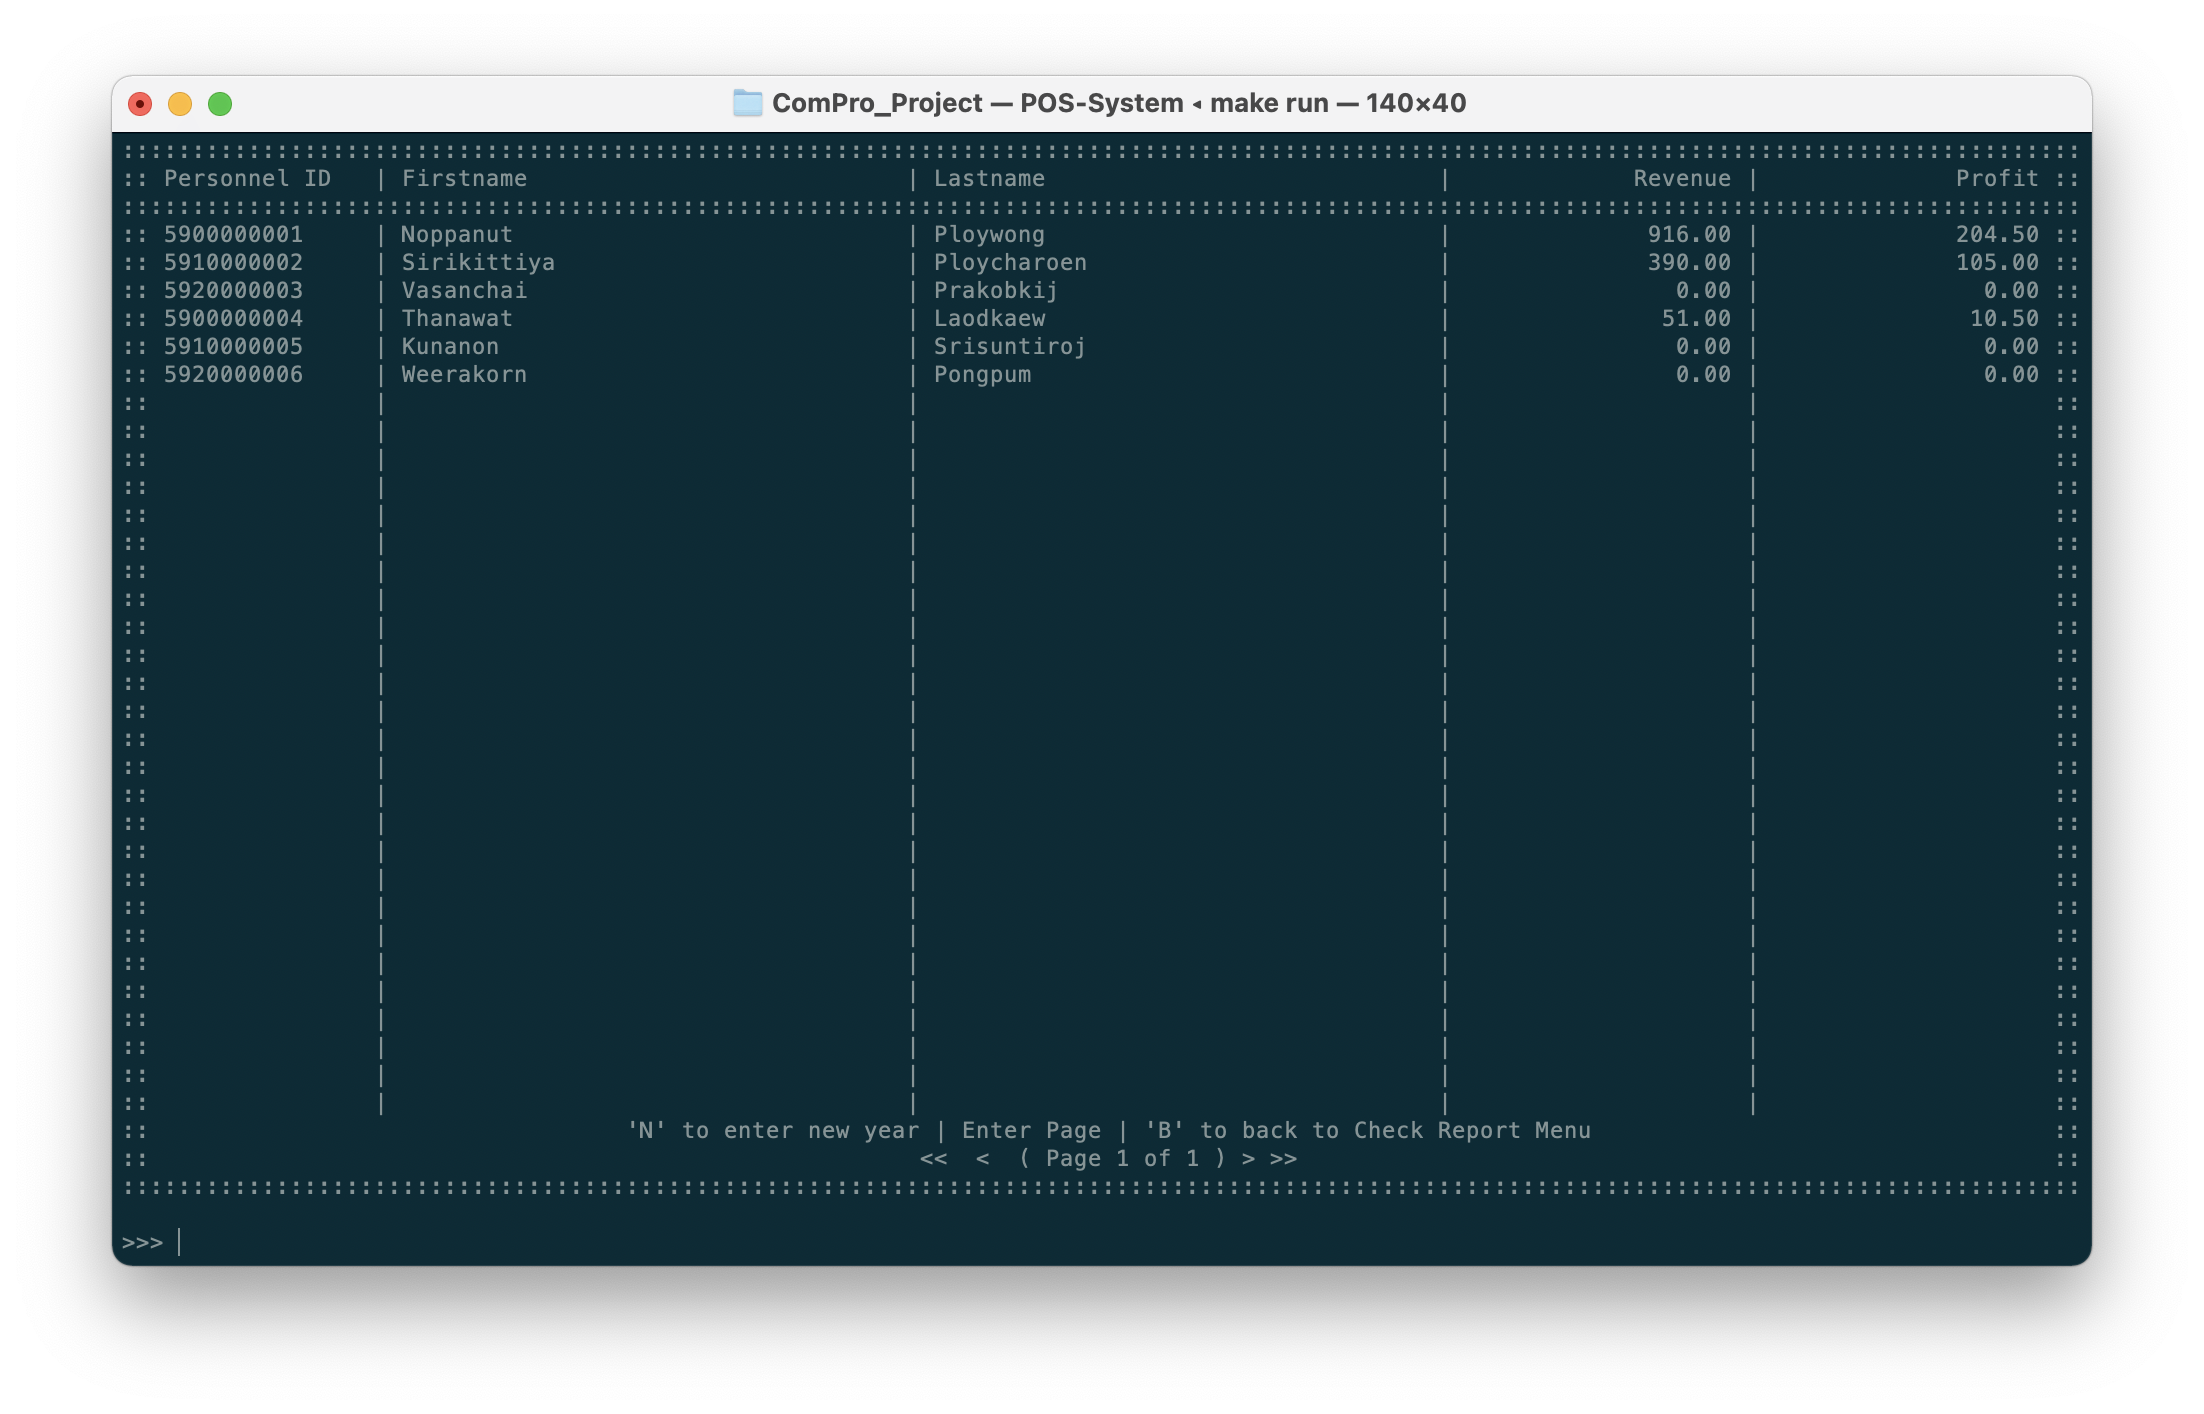 ComPro_Project — POS-System ◂ make run — 140×40
::::::::::::::::::::::::::::::::::::::::::::::::::::::::::::::::::::::::::::::::::::::::::::::::::::::::::::::::::::::::::::::::::::::::::::
:: Personnel ID | Firstname | Lastname | Revenue | Profit ::
::::::::::::::::::::::::::::::::::::::::::::::::::::::::::::::::::::::::::::::::::::::::::::::::::::::::::::::::::::::::::::::::::::::::::::
:: 5900000001 | Noppanut | Ploywong | 916.00 | 204.50 ::
:: 5910000002 | Sirikittiya | Ploycharoen | 390.00 | 105.00 ::
:: 5920000003 | Vasanchai | Prakobkij | 0.00 | 0.00 ::
:: 5900000004 | Thanawat | Laodkaew | 51.00 | 10.50 ::
:: 5910000005 | Kunanon | Srisuntiroj | 0.00 | 0.00 ::
:: 5920000006 | Weerakorn | Pongpum | 0.00 | 0.00 ::
:: 'N' to enter new year | Enter Page | 'B' to back to Check Report Menu ::
:: << < ( Page 1 of 1 ) > >> ::
::::::::::::::::::::::::::::::::::::::::::::::::::::::::::::::::::::::::::::::::::::::::::::::::::::::::::::::::::::::::::::::::::::::::::::
>>>